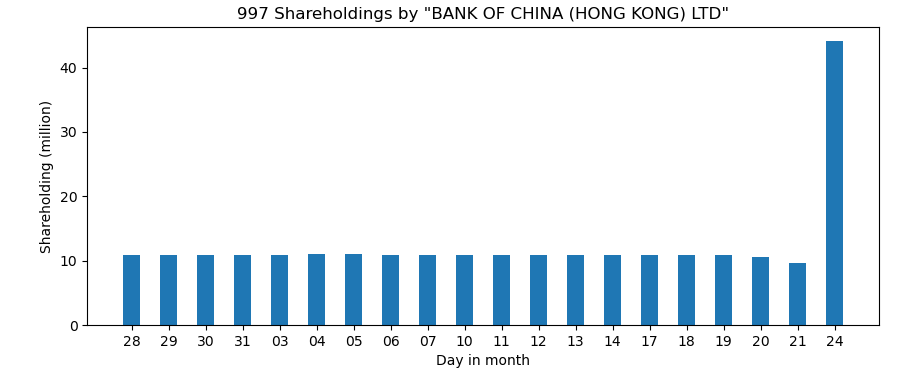 997 Shareholdings by "BANK OF CHINA (HONG KONG) LTD"
Shareholding (million)
40
30
20
10
0
28 29 30 31 03 04 05 06 07 10 11 12 13 14 17 18 19 20 21 24
Day in month